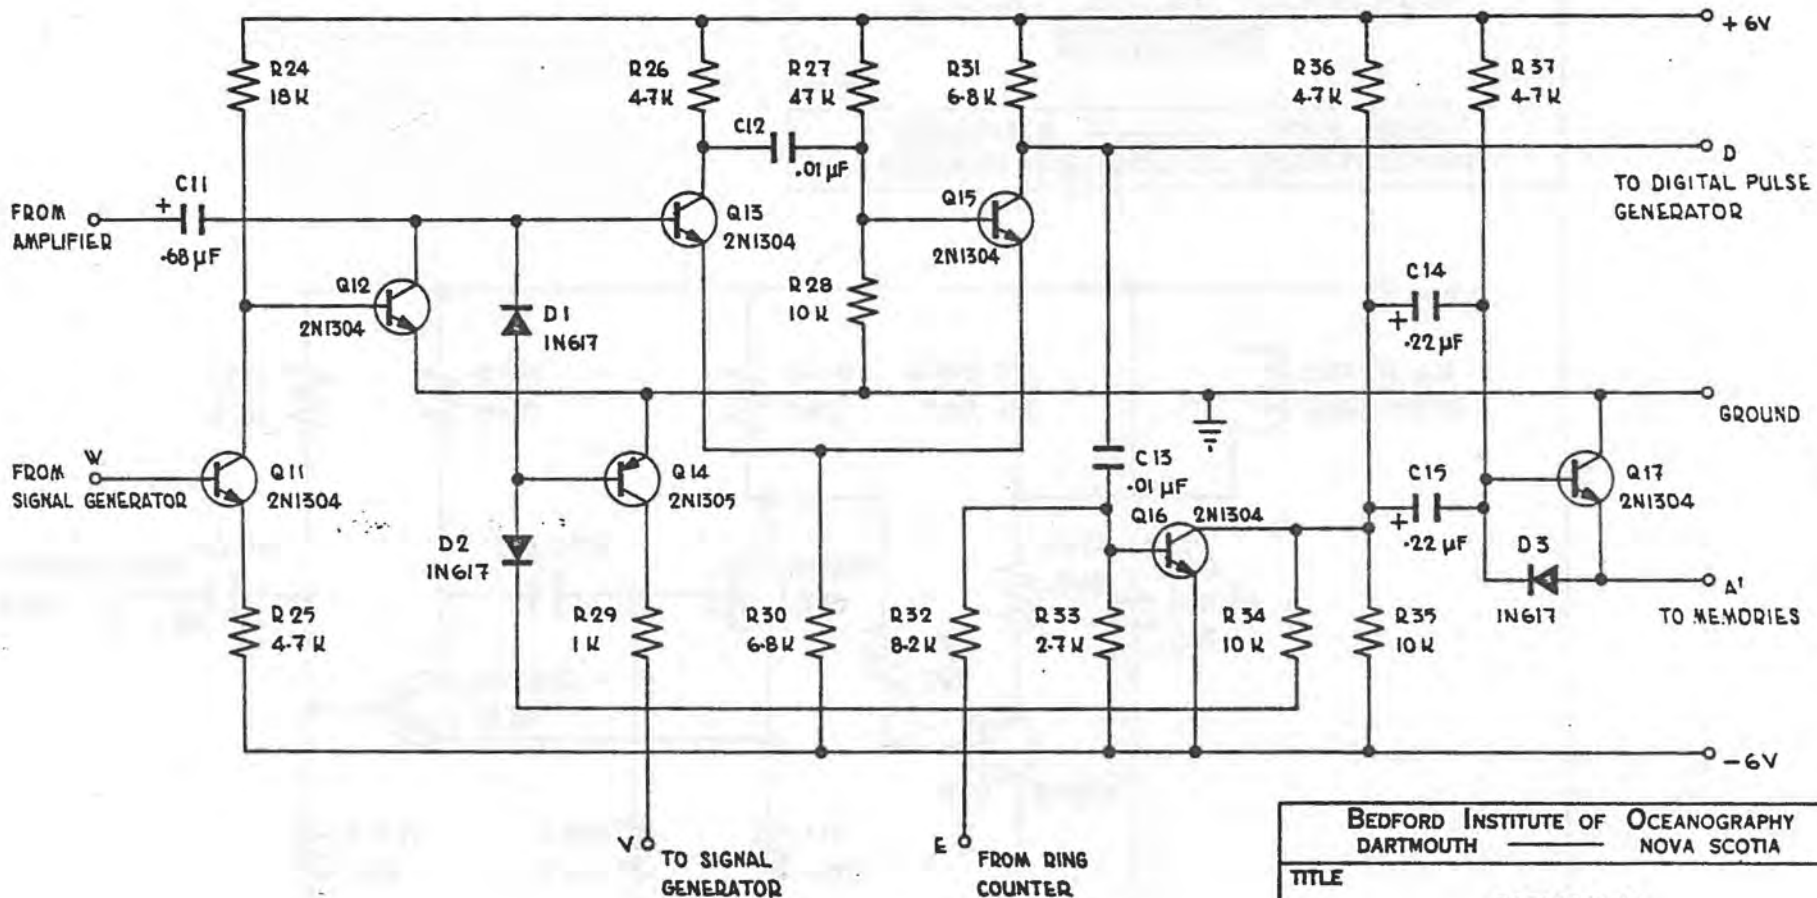 +6V
R24
18K
R26
4.7K
R27
47K
R31
6.8K
R36
4.7K
R37
4.7K
C12
.01µF
D
TO DIGITAL PULSE
GENERATOR
C11
+
.68µF
FROM
AMPLIFIER
Q13
2N1304
Q15
2N1304
Q12
2N1304
D1
1N617
R28
10K
C14
+
.22µF
GROUND
W
FROM
SIGNAL GENERATOR
Q11
2N1304
Q14
2N1305
C13
.01µF
Q16
2N1304
C15
+
.22µF
Q17
2N1304
D2
1N617
D3
1N617
A'
TO MEMORIES
R25
4.7K
R29
1K
R30
6.8K
R32
8.2K
R33
2.7K
R34
10K
R35
10K
-6V
V
TO SIGNAL
GENERATOR
E
FROM RING
COUNTER
BEDFORD INSTITUTE OF OCEANOGRAPHY
DARTMOUTH —— NOVA SCOTIA
TITLE